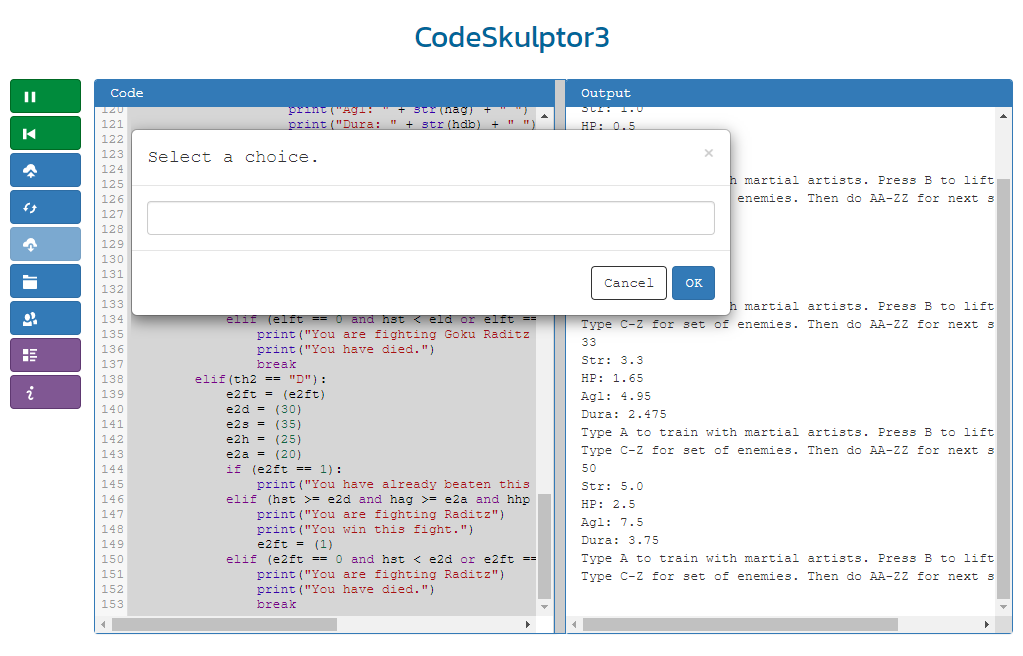 CodeSkulptor3
Code
120 print("Agl: " + str(hag) + " ")
121 print("Dura: " + str(hdb) + " ")
122
123
124
125
126
127
128
129
130
131
132
133
134 elif (elft == 0 and hst < eld or elft ==
135 print("You are fighting Goku Raditz
136 print("You have died.")
137 break
138 elif(th2 == "D"):
139 e2ft = (e2ft)
140 e2d = (30)
141 e2s = (35)
142 e2h = (25)
143 e2a = (20)
144 if (e2ft == 1):
145 print("You have already beaten this
146 elif (hst >= e2d and hag >= e2a and hhp
147 print("You are fighting Raditz")
148 print("You win this fight.")
149 e2ft = (1)
150 elif (e2ft == 0 and hst < e2d or e2ft ==
151 print("You are fighting Raditz")
152 print("You have died.")
153 break
Select a choice.
×
Cancel
OK
Output
Str: 1.0
HP: 0.5
h martial artists. Press B to lift
enemies. Then do AA-ZZ for next s
h martial artists. Press B to lift
Type C-Z for set of enemies. Then do AA-ZZ for next s
33
Str: 3.3
HP: 1.65
Agl: 4.95
Dura: 2.475
Type A to train with martial artists. Press B to lift
Type C-Z for set of enemies. Then do AA-ZZ for next s
50
Str: 5.0
HP: 2.5
Agl: 7.5
Dura: 3.75
Type A to train with martial artists. Press B to lift
Type C-Z for set of enemies. Then do AA-ZZ for next s